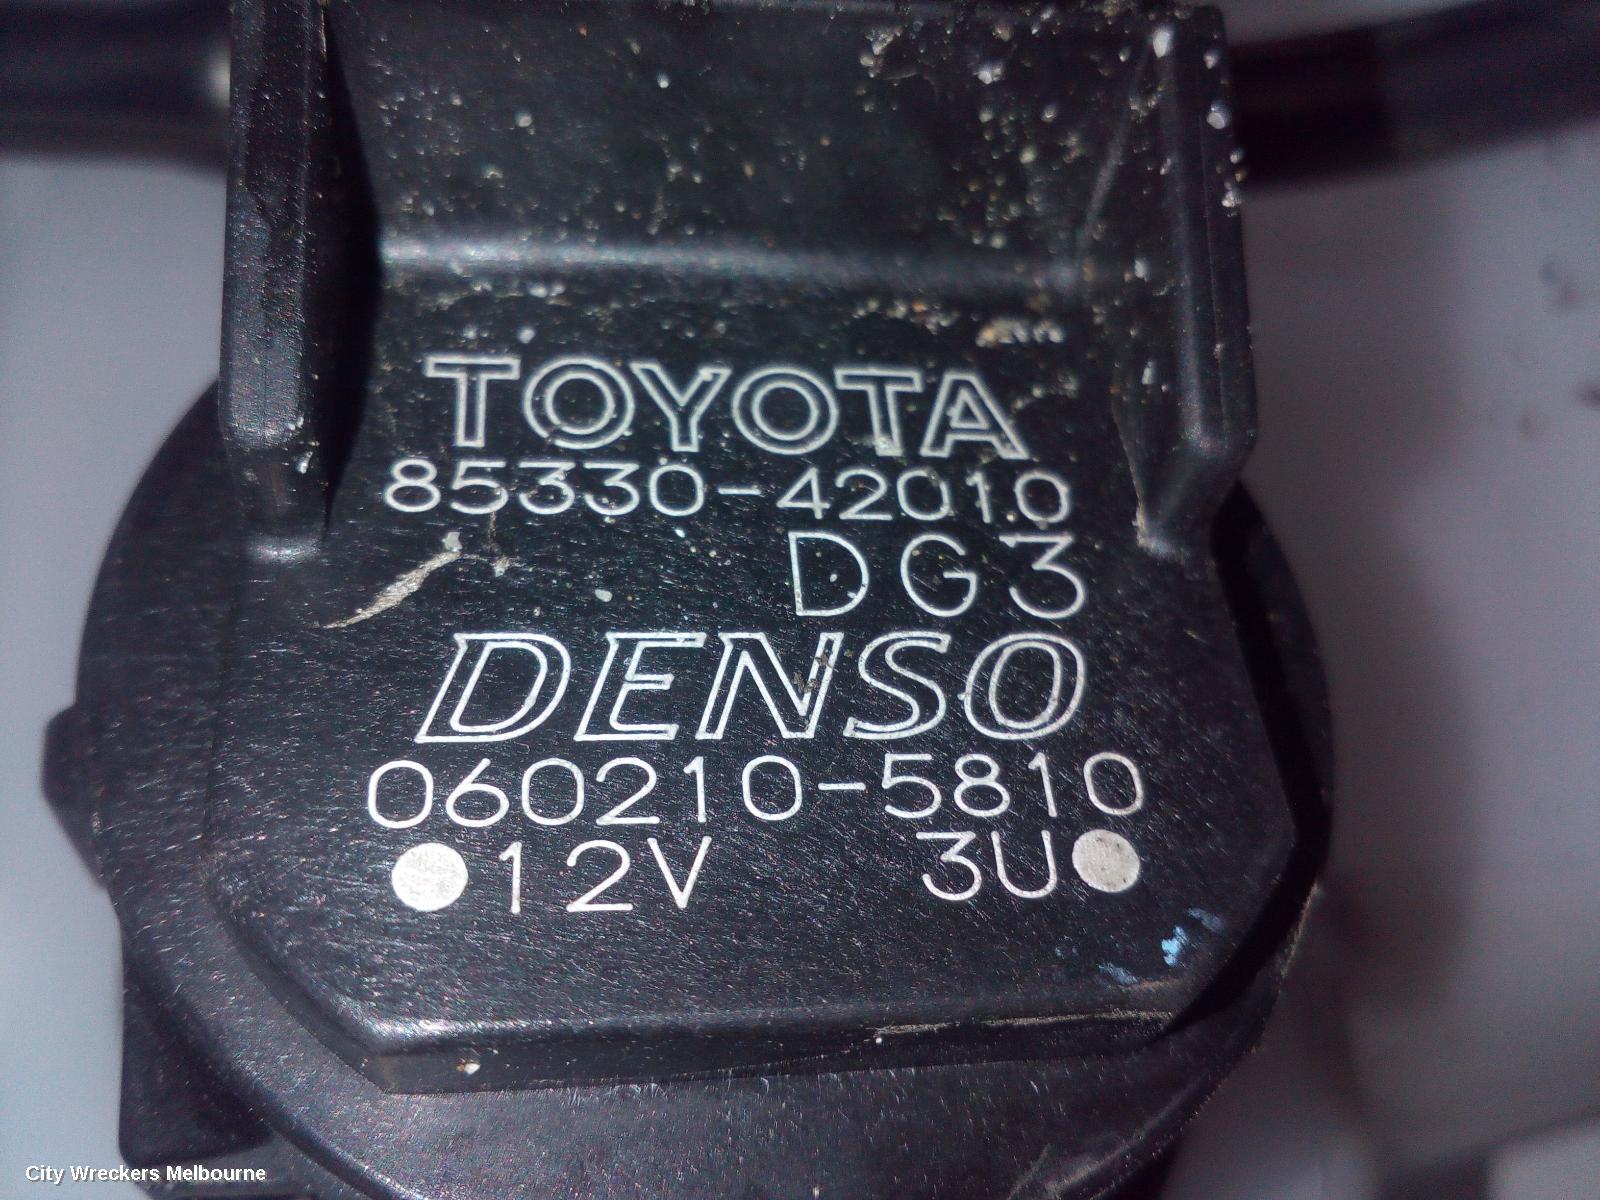 TOYOTA
85330-42010
DG3
DENSO
060210-5810
●12V 3U●
City Wreckers Melbourne